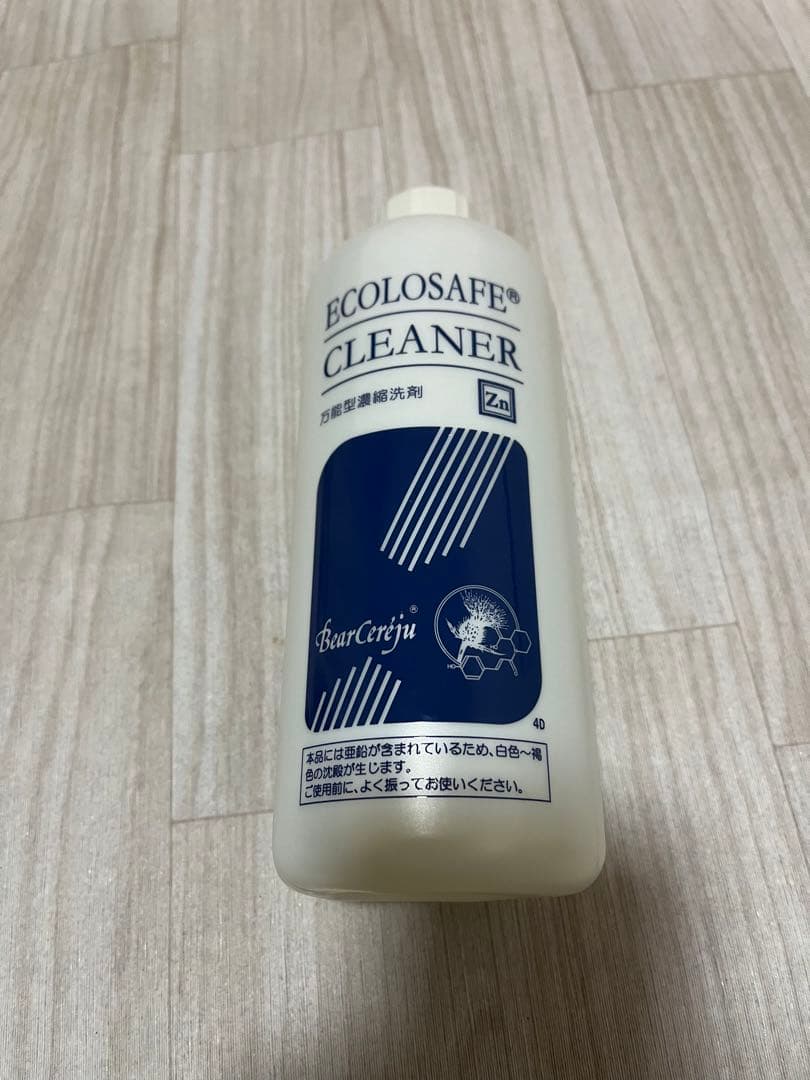 ECOLOSAFE®
CLEANER
万能型濃縮洗剤
Zn
BearCeréju®
HO
HO
4D
本品には亜鉛が含まれているため、白色〜褐
色の沈殿が生じます。
ご使用前に、よく振ってお使いください。